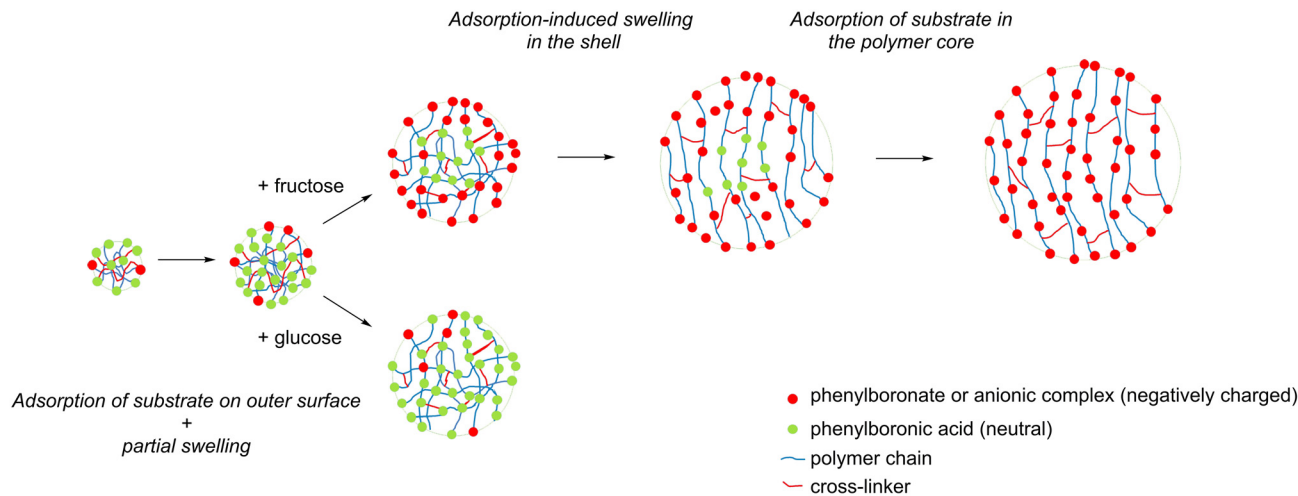 Adsorption-induced swelling
in the shell
Adsorption of substrate in
the polymer core
+ fructose
+ glucose
Adsorption of substrate on outer surface
+
partial swelling
phenylboronate or anionic complex (negatively charged)
phenylboronic acid (neutral)
polymer chain
cross-linker